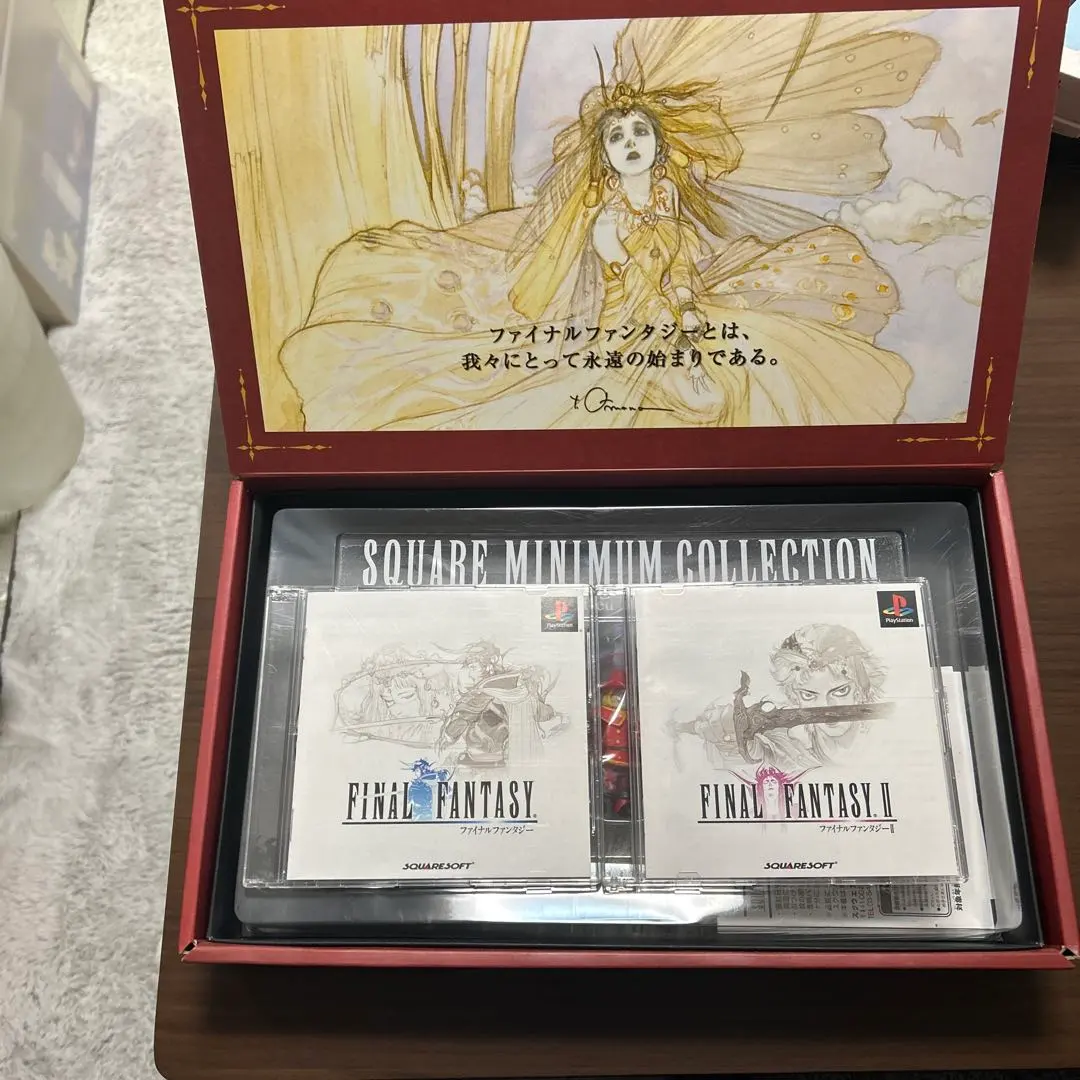 ファイナルファンタジーとは、
我々にとって永遠の始まりである。
SQUARE MINIMUM COLLECTION
PlayStation
FINAL FANTASY
ファイナルファンタジー
SQUARESOFT
PlayStation
FINAL FANTASY II
ファイナルファンタジーII
SQUARESOFT